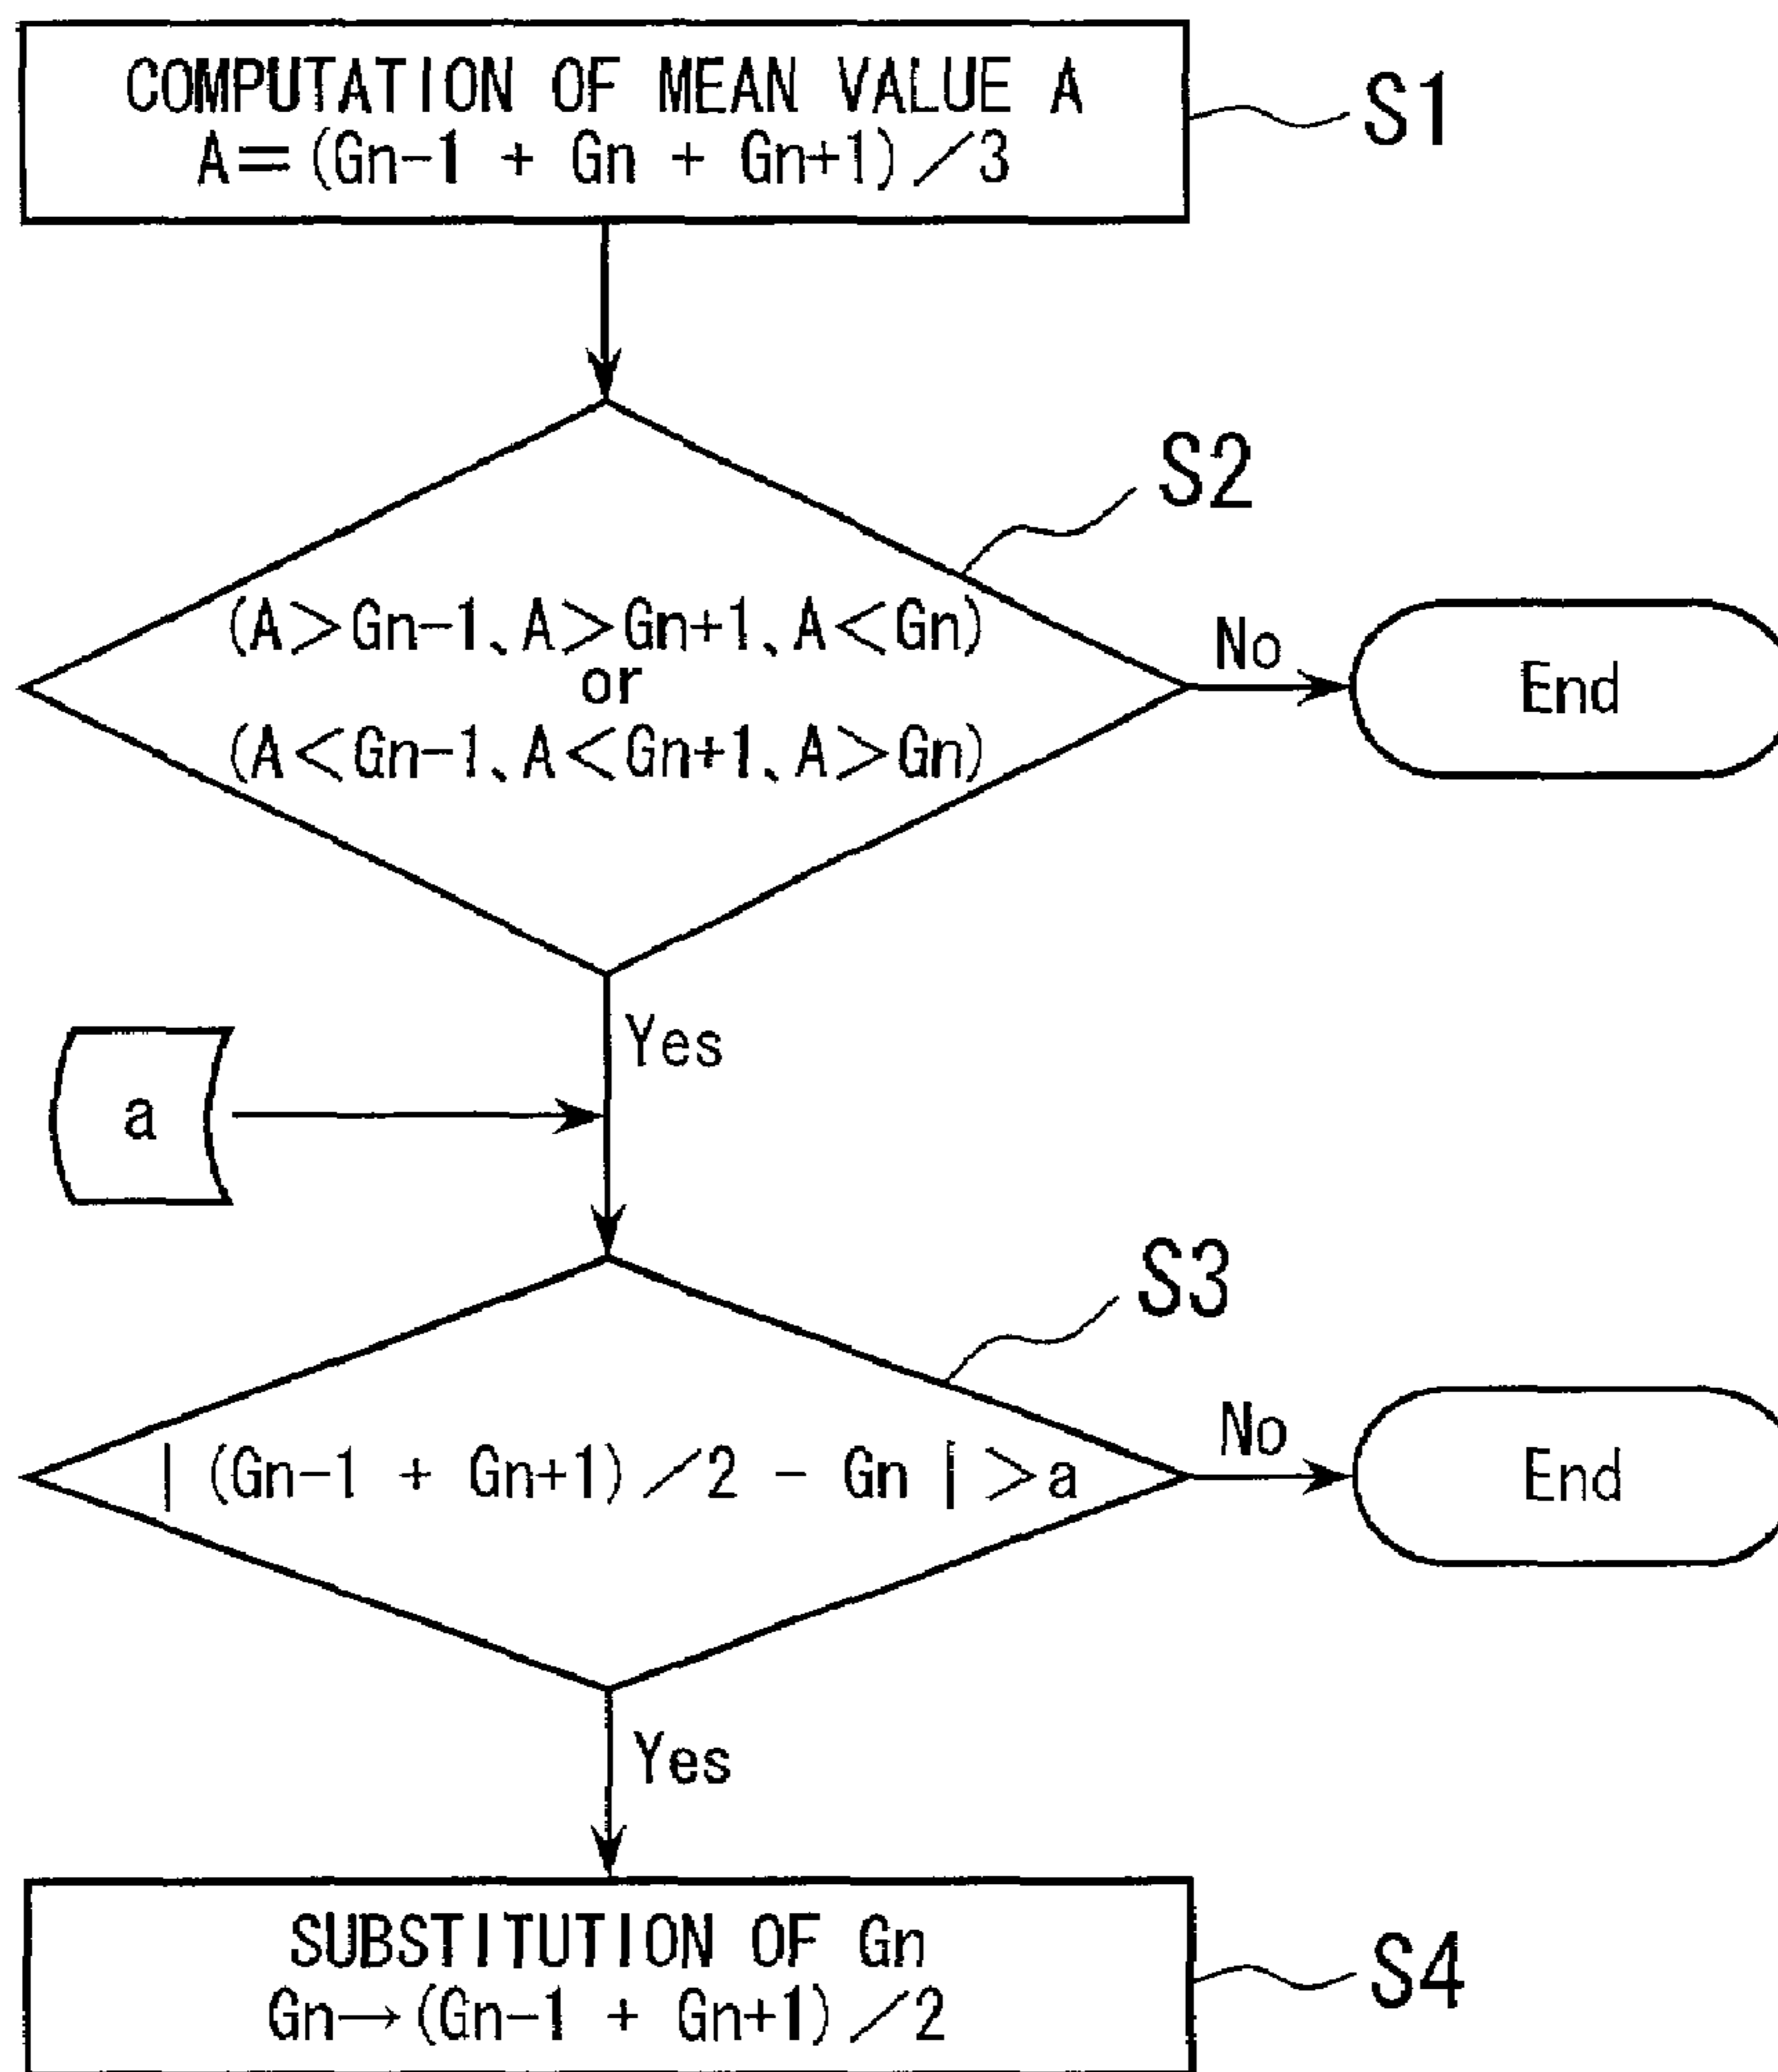 COMPUTATION OF MEAN VALUE A
A=(Gn-1 + Gn + Gn+1)/3
S1
S2
(A>Gn-1、A>Gn+1、A<Gn)
or
(A<Gn-1、A<Gn+1、A>Gn)
No
End
Yes
a
S3
| (Gn-1 + Gn+1)/2 - Gn |>a
No
End
Yes
SUBSTITUTION OF Gn
Gn→(Gn-1 + Gn+1)/2
S4